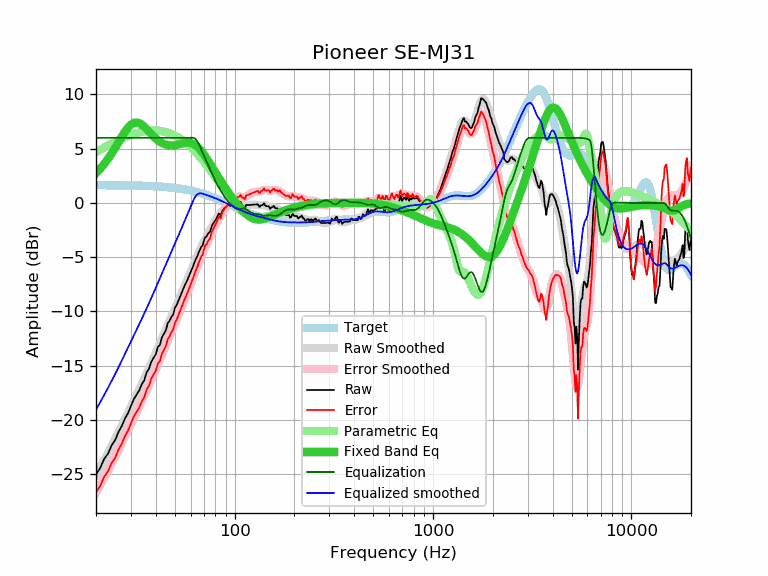 Pioneer SE-MJ31
10
5
0
−5
−10
−15
−20
−25
Amplitude (dBr)
Target
Raw Smoothed
Error Smoothed
Raw
Error
Parametric Eq
Fixed Band Eq
Equalization
Equalized smoothed
100
1000
10000
Frequency (Hz)